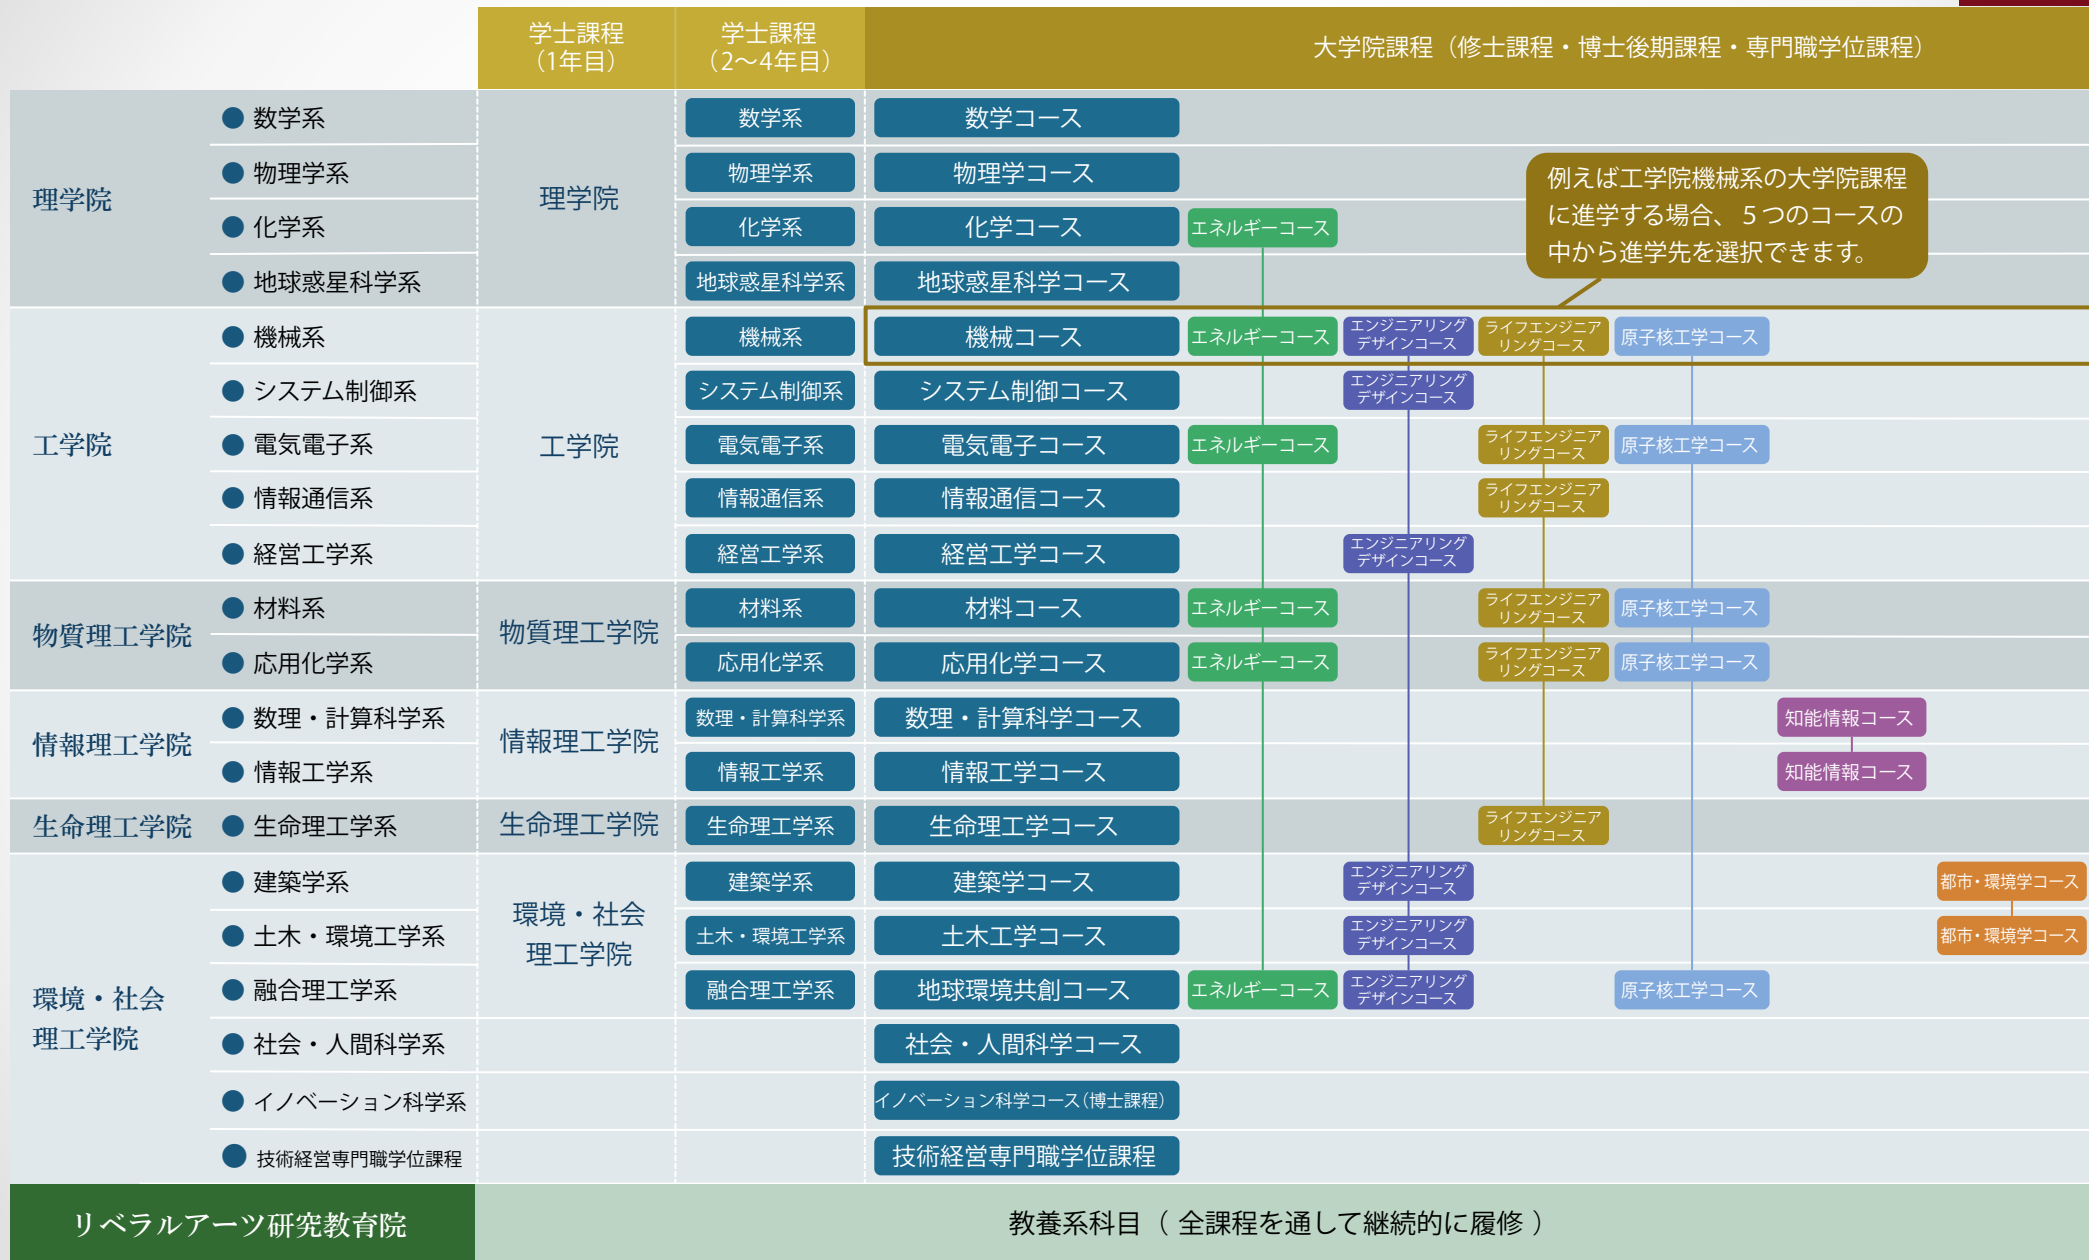 学士課程
（1年目）
学士課程
（2～4年目）
大学院課程（修士課程・博士後期課程・専門職学位課程）
理学院
数学系
物理学系
化学系
地球惑星科学系
理学院
数学系
数学コース
物理学系
物理学コース
化学系
化学コース
エネルギーコース
地球惑星科学系
地球惑星科学コース
例えば工学院機械系の大学院課程
に進学する場合、５つのコースの
中から進学先を選択できます。
工学院
機械系
システム制御系
電気電子系
情報通信系
経営工学系
工学院
機械系
機械コース
エネルギーコース
エンジニアリング
デザインコース
ライフエンジニア
リングコース
原子核工学コース
システム制御系
システム制御コース
エンジニアリング
デザインコース
電気電子系
電気電子コース
エネルギーコース
ライフエンジニア
リングコース
原子核工学コース
情報通信系
情報通信コース
ライフエンジニア
リングコース
経営工学系
経営工学コース
エンジニアリング
デザインコース
物質理工学院
材料系
応用化学系
物質理工学院
材料系
材料コース
エネルギーコース
ライフエンジニア
リングコース
原子核工学コース
応用化学系
応用化学コース
エネルギーコース
ライフエンジニア
リングコース
原子核工学コース
情報理工学院
数理・計算科学系
情報工学系
情報理工学院
数理・計算科学系
数理・計算科学コース
知能情報コース
情報工学系
情報工学コース
知能情報コース
生命理工学院
生命理工学系
生命理工学院
生命理工学系
生命理工学コース
ライフエンジニア
リングコース
環境・社会
理工学院
建築学系
土木・環境工学系
融合理工学系
社会・人間科学系
イノベーション科学系
技術経営専門職学位課程
環境・社会
理工学院
建築学系
建築学コース
エンジニアリング
デザインコース
都市・環境学コース
土木・環境工学系
土木工学コース
エンジニアリング
デザインコース
都市・環境学コース
融合理工学系
地球環境共創コース
エネルギーコース
エンジニアリング
デザインコース
原子核工学コース
社会・人間科学コース
イノベーション科学コース（博士課程）
技術経営専門職学位課程
リベラルアーツ研究教育院
教養系科目（ 全課程を通して継続的に履修 ）